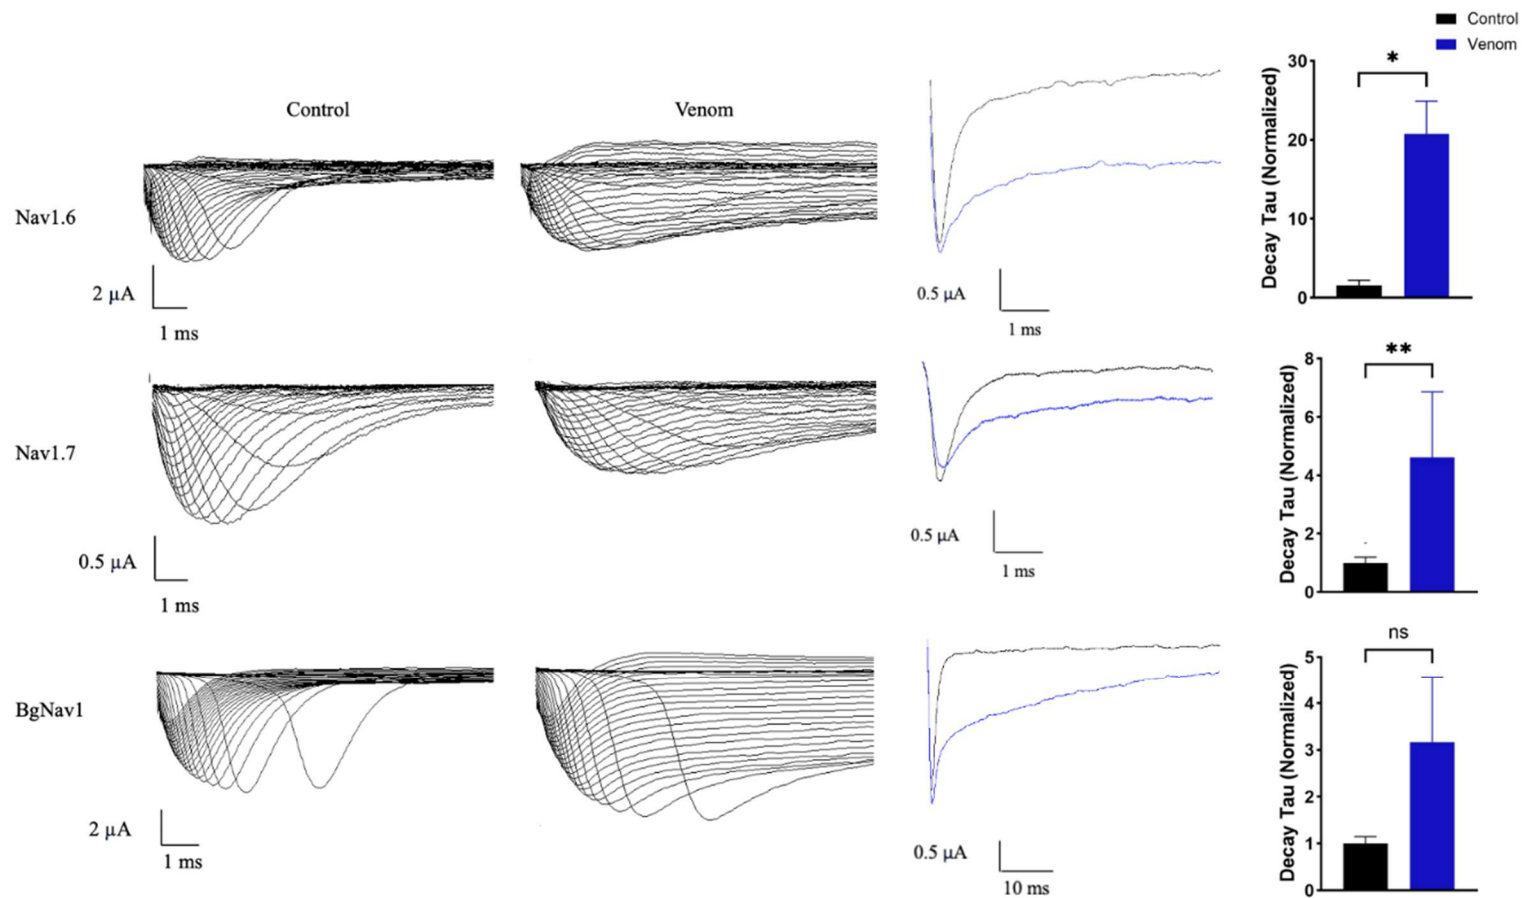 Control
Venom
Control
Venom
Nav1.6
2 µA
1 ms
0.5 µA
1 ms
Decay Tau (Normalized)
30
20
10
0
*
Nav1.7
0.5 µA
1 ms
0.5 µA
1 ms
Decay Tau (Normalized)
8
6
4
2
0
**
BgNav1
2 µA
1 ms
0.5 µA
10 ms
Decay Tau (Normalized)
5
4
3
2
1
0
ns